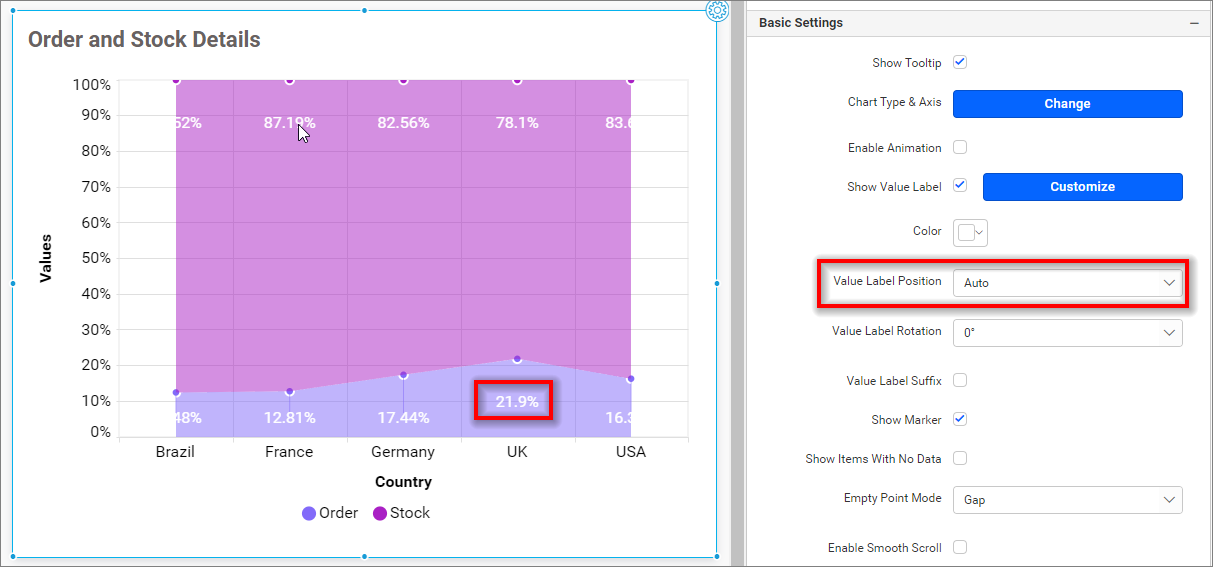 Order and Stock Details
100%
90%
80%
70%
60%
50%
40%
30%
20%
10%
0%
Values
52% 87.19% 82.56% 78.1% 83.6
48% 12.81% 17.44% 21.9% 16.3
Brazil France Germany UK USA
Country
Order Stock
Basic Settings
Show Tooltip
Chart Type & Axis Change
Enable Animation
Show Value Label Customize
Color
Value Label Position Auto
Value Label Rotation 0°
Value Label Suffix
Show Marker
Show Items With No Data
Empty Point Mode Gap
Enable Smooth Scroll